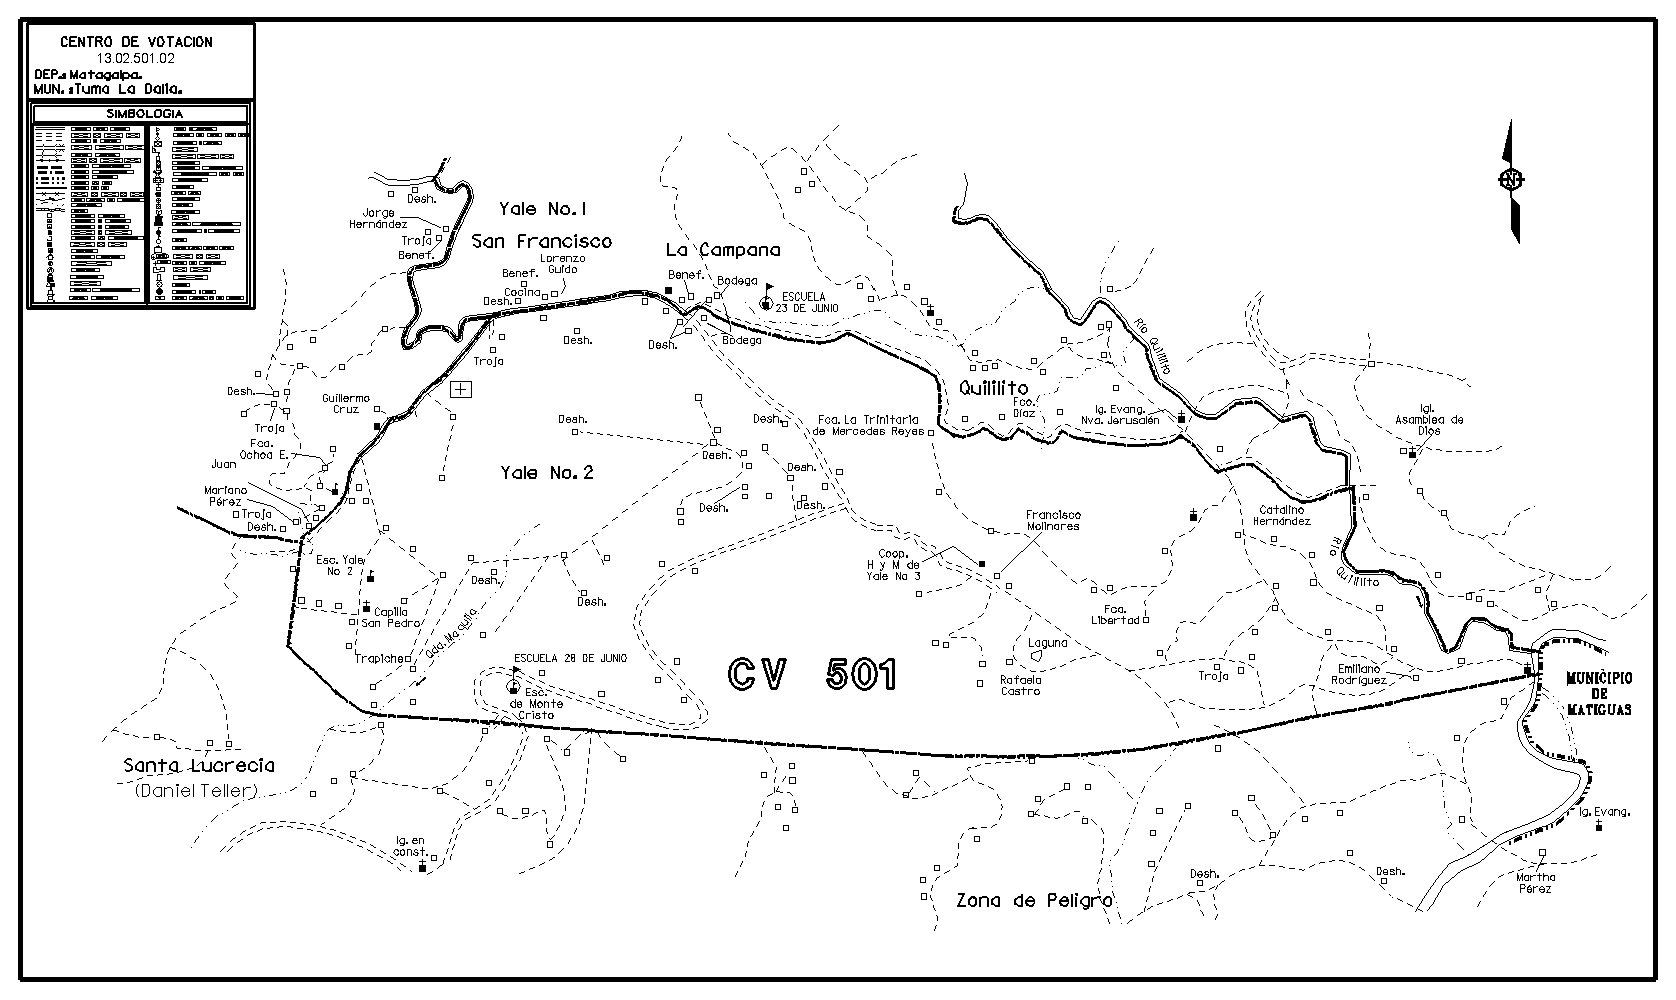 CENTRO DE VOTACION
13.02.501.02
DEP.: Matagalpa.
MUN. :Tuma La Dalia.
SIMBOLOGIA
N
Desh.
Jorge
Hernández
Troja
Benef.
Yale No.1
San Francisco
Lorenzo
Guido
Benef.
Cocina
Desh.
La Campana
Benef.
Bodega
ESCUELA
23 DE JUNIO
Desh.
Desh.
Bodega
Troja
Río Quililito
Quililito
Desh.
Guillermo
Cruz
Troja
Fca.
Ochoa E.
Juan
Mariano
Pérez
Troja
Desh.
Desh.
Desh.
Fca. La Trinitaria
de Mercedes Reyes
Fco.
Díaz
Ig. Evang.
Nva. Jerusalén
Igl.
Asamblea de
Dios
Yale No.2
Desh.
Desh.
Desh.
Desh.
Francisco
Molinares
Catalino
Hernández
Río Quililito
Esc. Yale
No 2
Desh.
Coop.
H y M de
Yale No 3
Desh.
Capilla
San Pedro
Qda. Maquila
Fca.
Libertad
Trapiche
ESCUELA 28 DE JUNIO
Esc.
de Monte
Cristo
CV 501
Laguna
Rafaela
Castro
Troja
Emiliano
Rodríguez
MUNICIPIO
DE
MATIGUAS
Santa Lucrecia
(Daniel Teller)
Ig. en
const.
Ig. Evang.
Desh.
Desh.
Martha
Pérez
Zona de Peligro